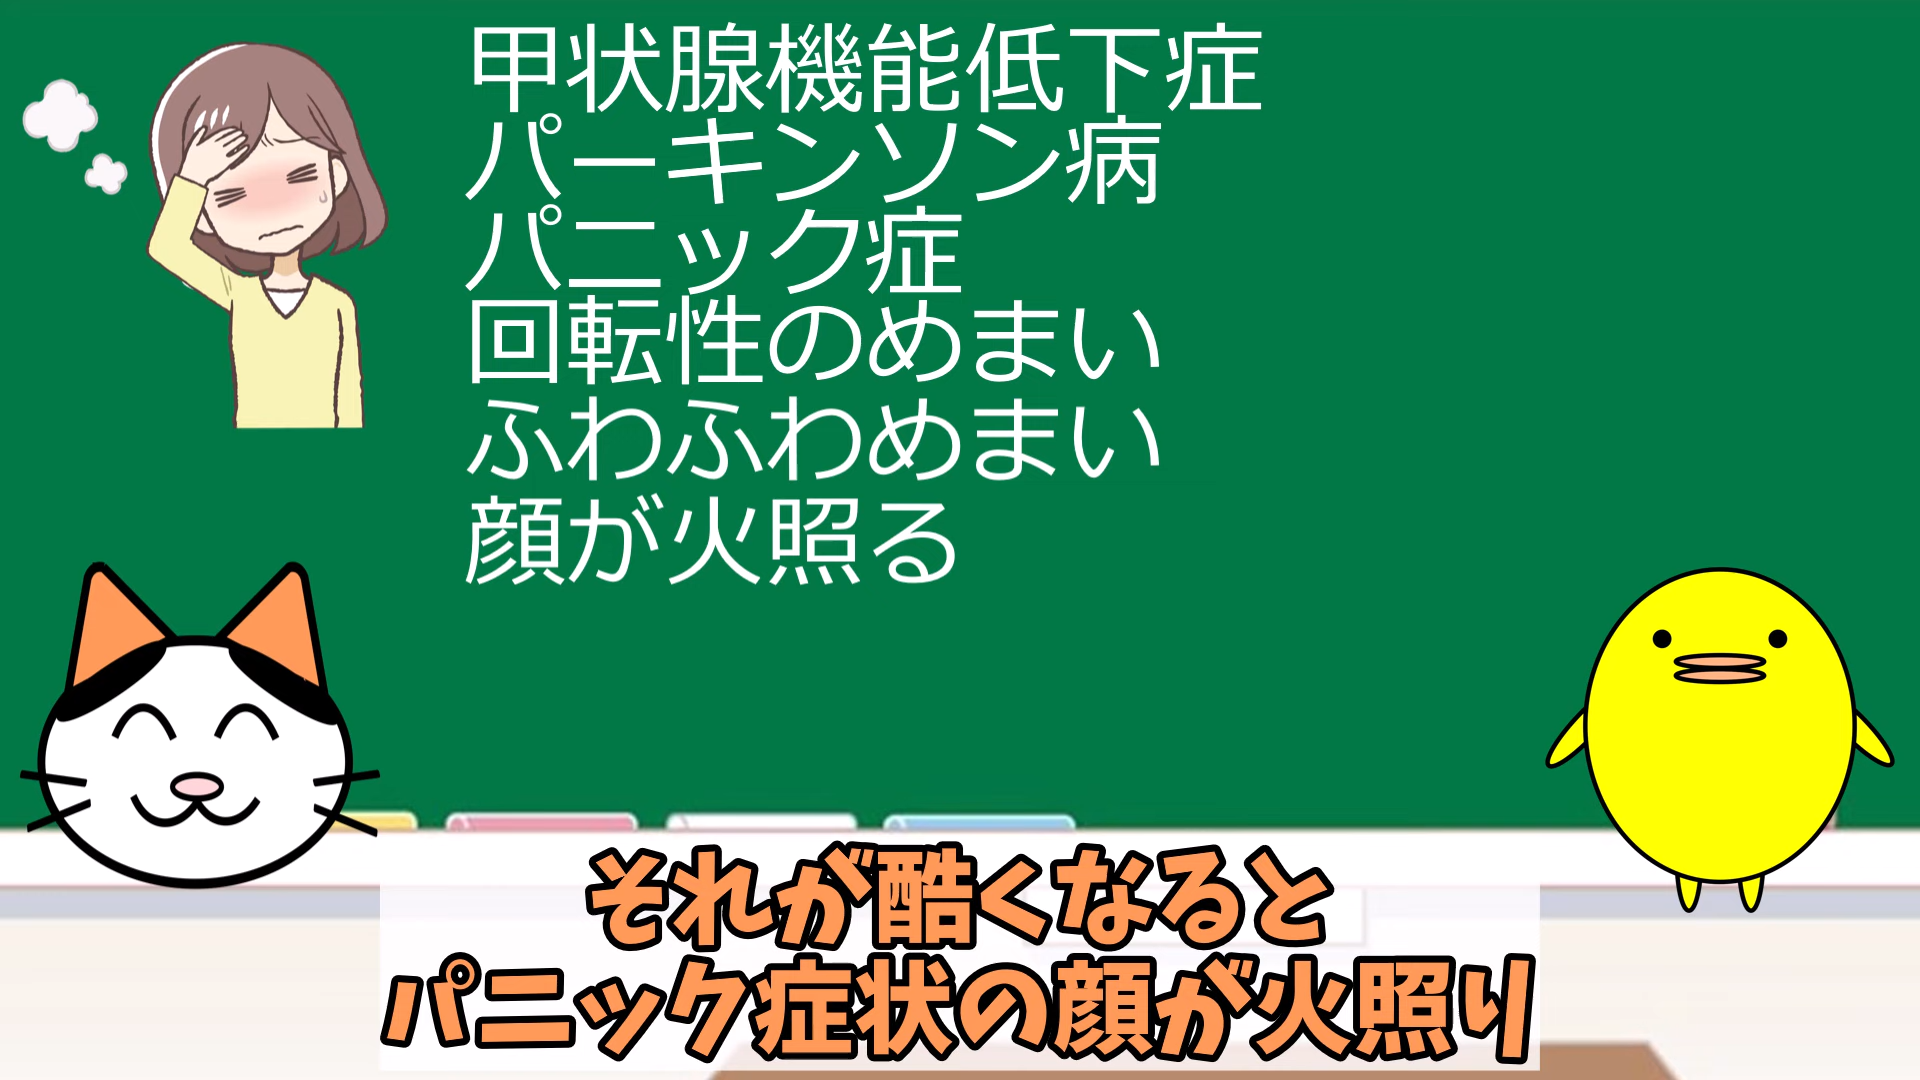 甲状腺機能低下症
パーキンソン病
パニック症
回転性のめまい
ふわふわめまい
顔が火照る
それが酷くなると
パニック症状の顔が火照り